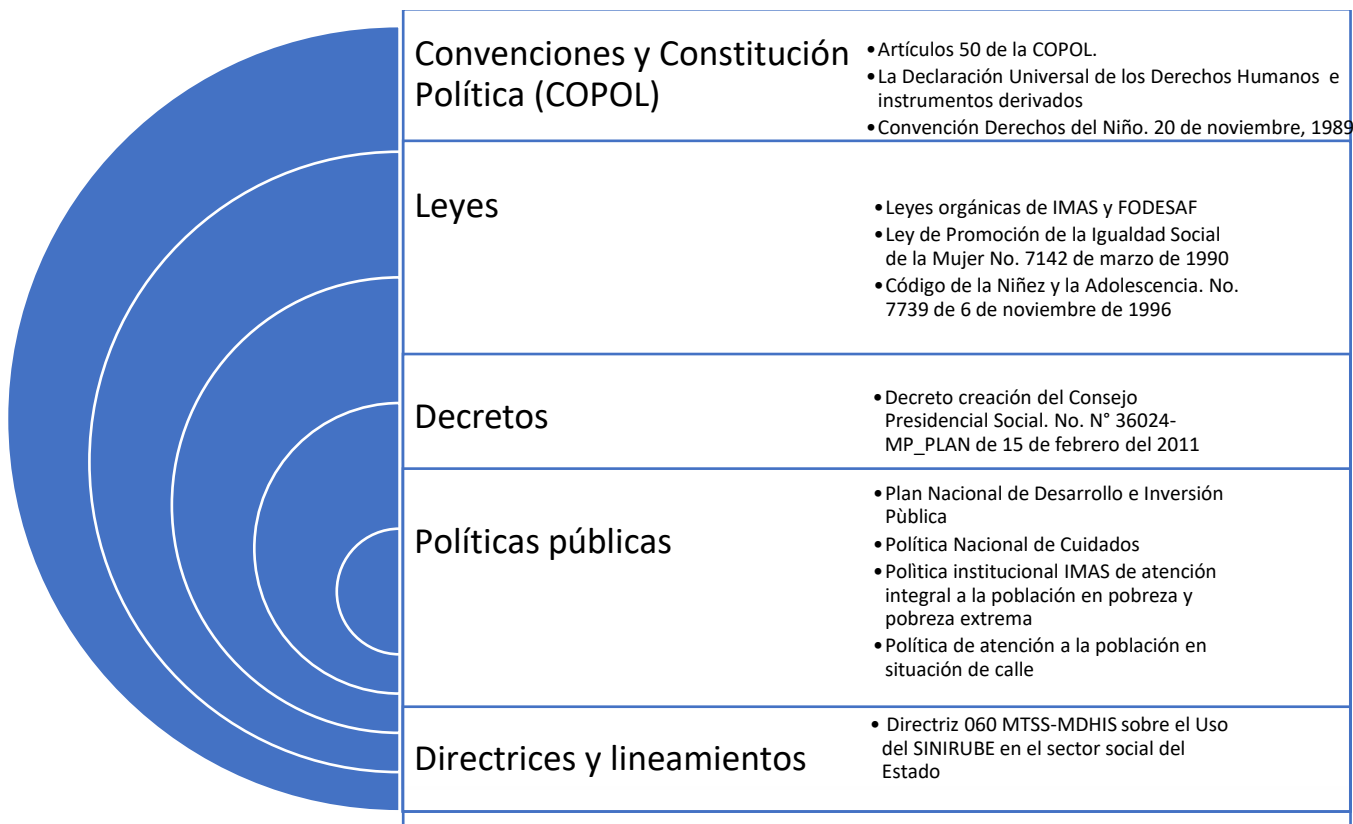 Convenciones y Constitución
Política (COPOL)
•Artículos 50 de la COPOL.
•La Declaración Universal de los Derechos Humanos e
instrumentos derivados
•Convención Derechos del Niño. 20 de noviembre, 1989
Leyes
•Leyes orgánicas de IMAS y FODESAF
•Ley de Promoción de la Igualdad Social
de la Mujer No. 7142 de marzo de 1990
•Código de la Niñez y la Adolescencia. No.
7739 de 6 de noviembre de 1996
Decretos
•Decreto creación del Consejo
Presidencial Social. No. N° 36024-
MP_PLAN de 15 de febrero del 2011
Políticas públicas
•Plan Nacional de Desarrollo e Inversión
Pùblica
•Política Nacional de Cuidados
•Polìtica institucional IMAS de atención
integral a la población en pobreza y
pobreza extrema
•Política de atención a la población en
situación de calle
Directrices y lineamientos
• Directriz 060 MTSS-MDHIS sobre el Uso
del SINIRUBE en el sector social del
Estado